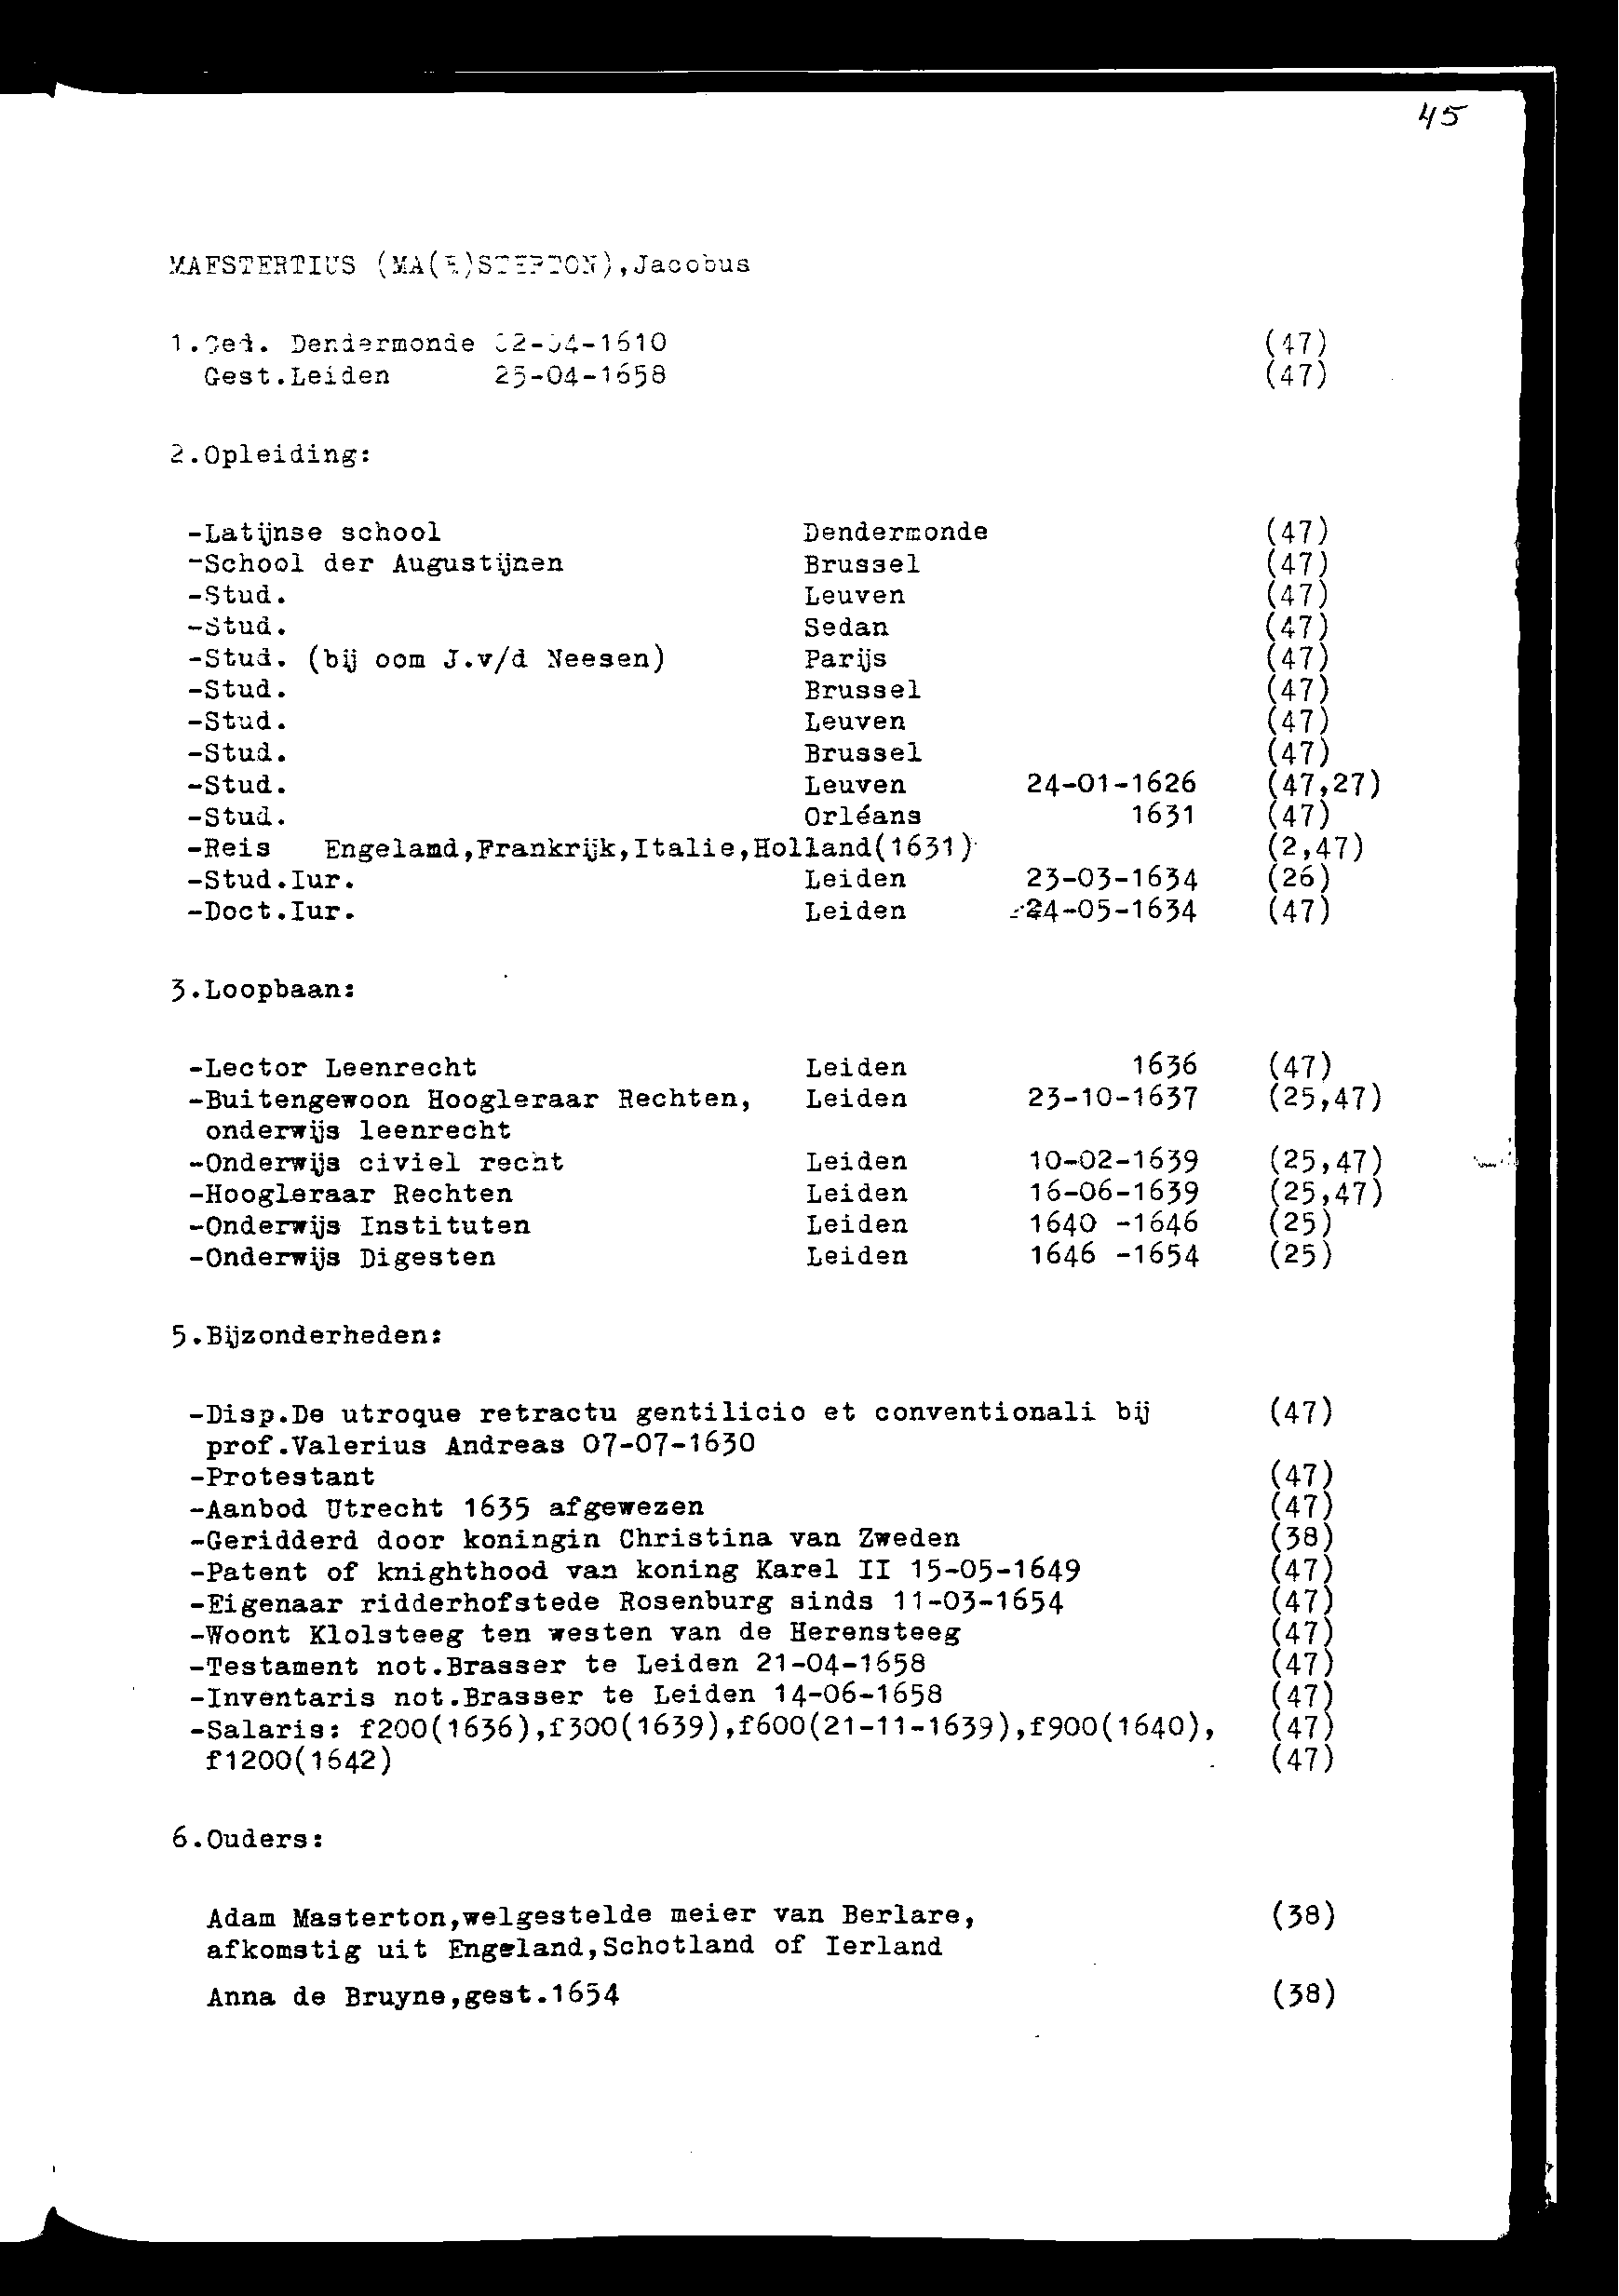 45
MAESTERTIUS (MA(E)STERTON),Jacobus
1.Ged. Dendermonde 02-04-1610 (47)
Gest.Leiden 25-04-1658 (47)
2.Opleiding:
-Latijnse school Dendermonde (47)
-School der Augustijnen Brussel (47)
-Stud. Leuven (47)
-Stud. Sedan (47)
-Stud. (bij oom J.v/d Neesen) Parijs (47)
-Stud. Brussel (47)
-Stud. Leuven (47)
-Stud. Brussel (47)
-Stud. Leuven 24-01-1626 (47,27)
-Stud. Orléans 1631 (47)
-Reis Engeland,Frankrijk,Italie,Holland(1631) (2,47)
-Stud.Iur. Leiden 23-03-1634 (26)
-Doct.Iur. Leiden 24-05-1634 (47)
3.Loopbaan:
-Lector Leenrecht Leiden 1636 (47)
-Buitengewoon Hoogleraar Rechten, Leiden 23-10-1637 (25,47)
onderwijs leenrecht
-Onderwijs civiel recht Leiden 10-02-1639 (25,47)
-Hoogleraar Rechten Leiden 16-06-1639 (25,47)
-Onderwijs Instituten Leiden 1640 -1646 (25)
-Onderwijs Digesten Leiden 1646 -1654 (25)
5.Bijzonderheden:
-Disp.De utroque retractu gentilicio et conventionali bij (47)
prof.Valerius Andreas 07-07-1630
-Protestant (47)
-Aanbod Utrecht 1635 afgewezen (47)
-Geridderd door koningin Christina van Zweden (38)
-Patent of knighthood van koning Karel II 15-05-1649 (47)
-Eigenaar ridderhofstede Rosenburg sinds 11-03-1654 (47)
-Woont Klolsteeg ten westen van de Herensteeg (47)
-Testament not.Brasser te Leiden 21-04-1658 (47)
-Inventaris not.Brasser te Leiden 14-06-1658 (47)
-Salaris: f200(1636),f300(1639),f600(21-11-1639),f900(1640), (47)
f1200(1642) (47)
6.Ouders:
Adam Masterton,welgestelde meier van Berlare, (38)
afkomstig uit Engeland,Schotland of Ierland
Anna de Bruyne,gest.1654 (38)